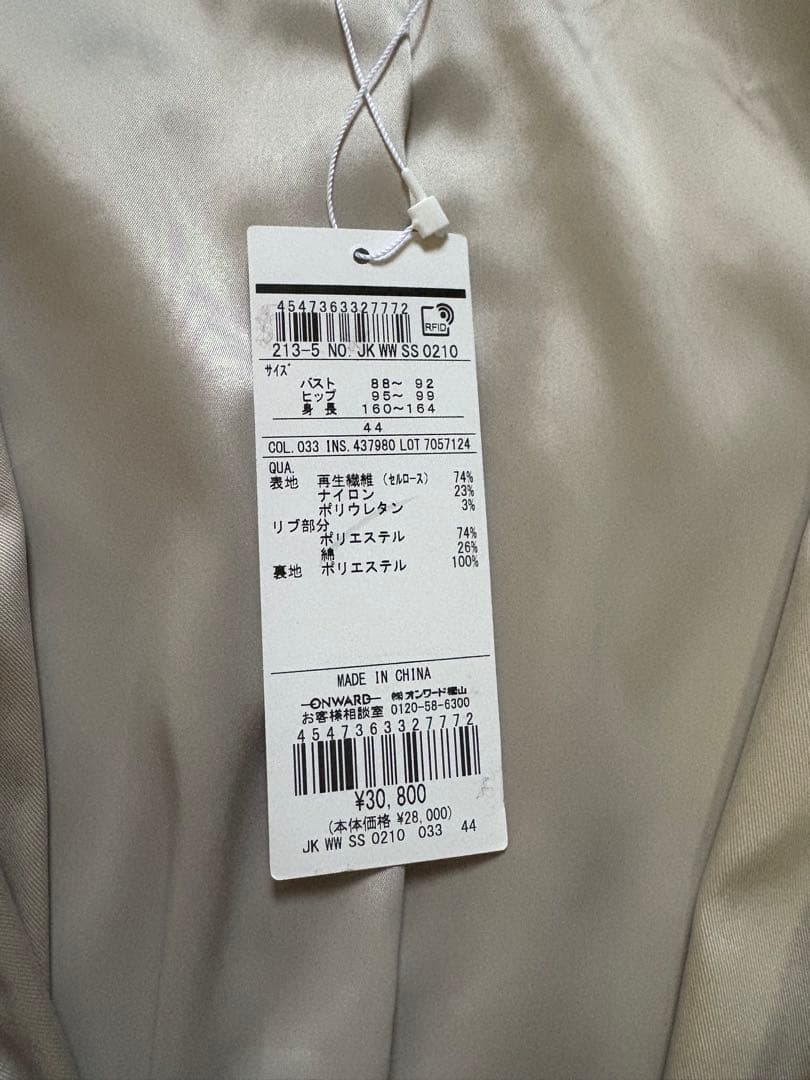 4547363327772
RFID
213-5 NO. JK WW SS 0210
サイズ
バスト 88~ 92
ヒップ 95~ 99
身長 160~164
44
COL. 033 INS. 437980 LOT 7057124
QUA.
表地 再生繊維 (セルロース) 74%
ナイロン 23%
ポリウレタン 3%
リブ部分
ポリエステル 74%
綿 26%
裏地 ポリエステル 100%
MADE IN CHINA
ONWARD ㈱オンワード樫山
お客様相談室 0120-58-6300
4547363327772
¥30,800
(本体価格 ¥28,000)
JK WW SS 0210 033 44